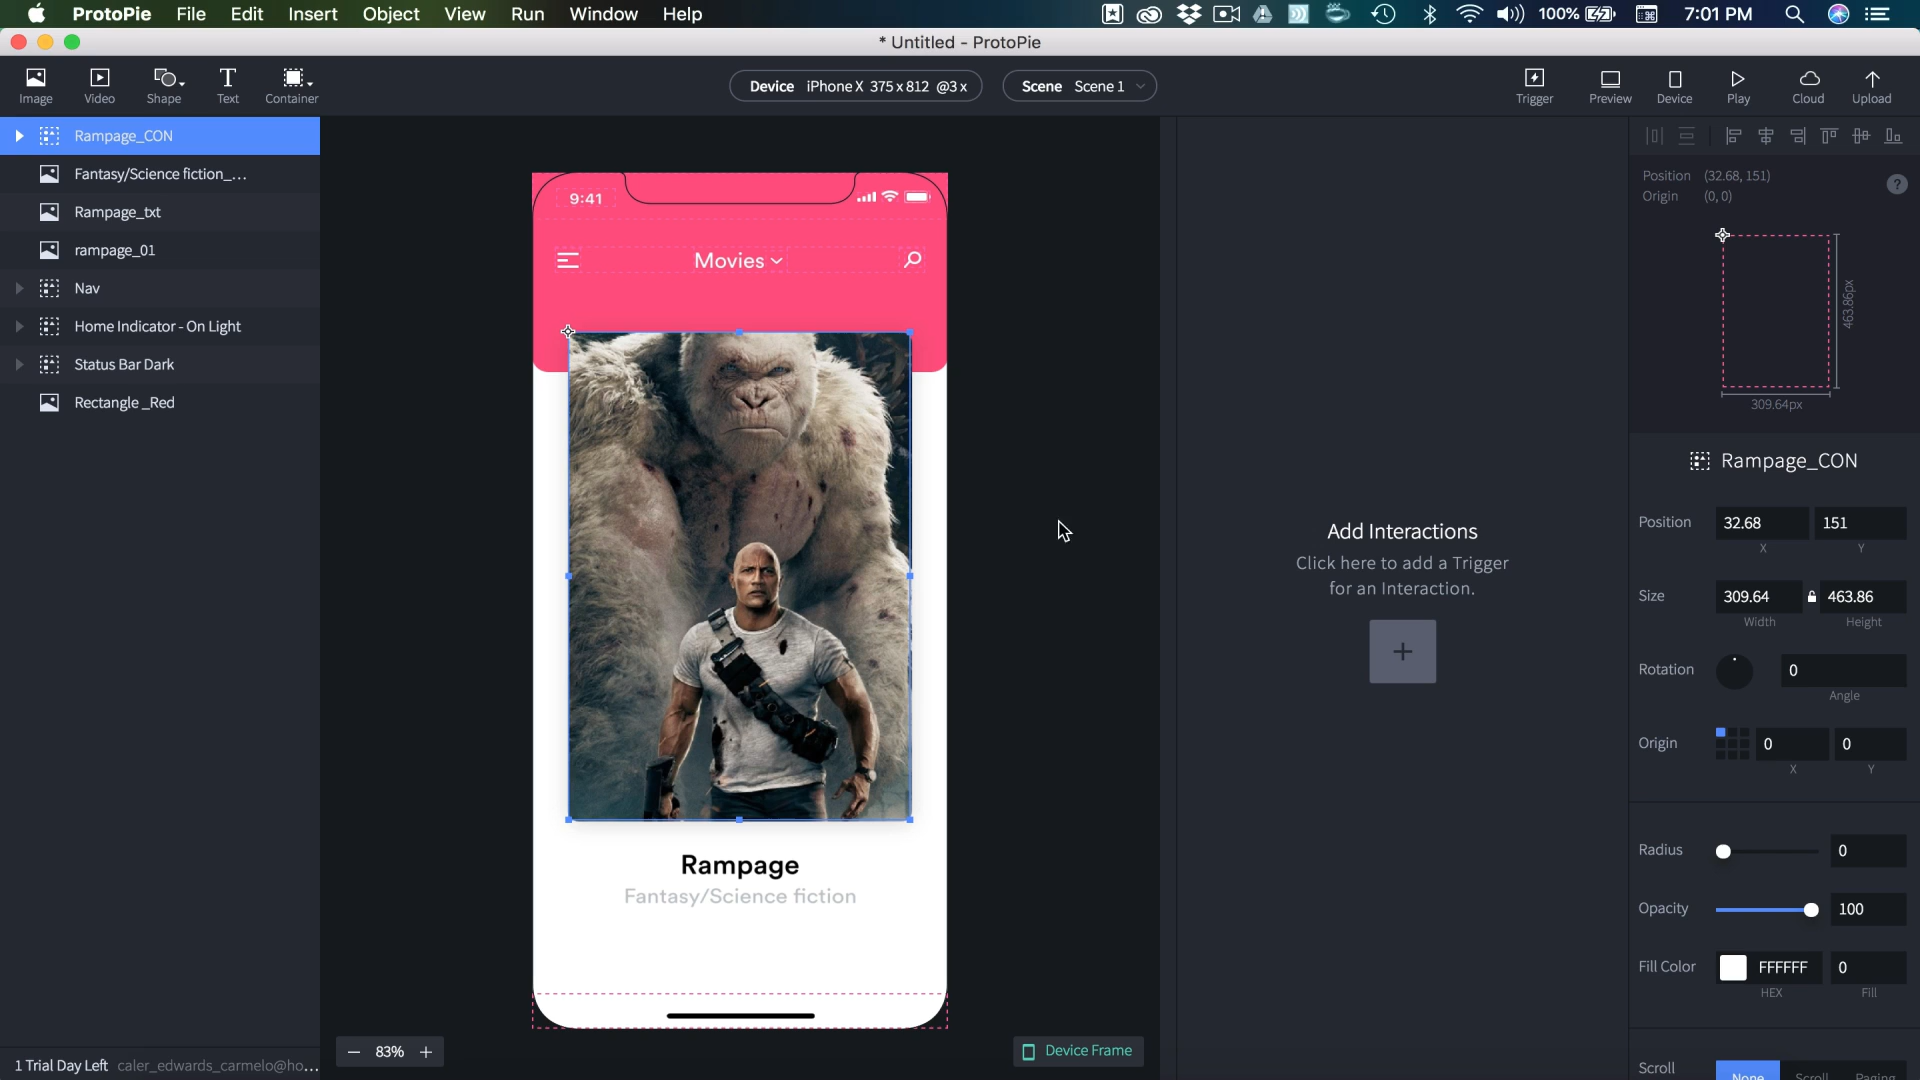 ProtoPie File Edit Insert Object View Run Window Help 100% 7:01 PM
* Untitled - ProtoPie
Image Video Shape Text Container
Device iPhone X 375 x 812 @3 x
Scene Scene 1
Trigger Preview Device Play Cloud Upload
Rampage_CON
Fantasy/Science fiction_...
Rampage_txt
rampage_01
Nav
Home Indicator - On Light
Status Bar Dark
Rectangle _Red
1 Trial Day Left caler_edwards_carmelo@ho...
9:41
Movies
Rampage
Fantasy/Science fiction
83%
Device Frame
Add Interactions
Click here to add a Trigger
for an Interaction.
Position (32.68, 151)
Origin (0, 0)
?
463.86px
309.64px
Rampage_CON
Position 32.68 151
X Y
Size 309.64 463.86
Width Height
Rotation 0
Angle
Origin 0 0
X Y
Radius 0
Opacity 100
Fill Color FFFFFF 0
HEX Fill
Scroll None Scroll Paging